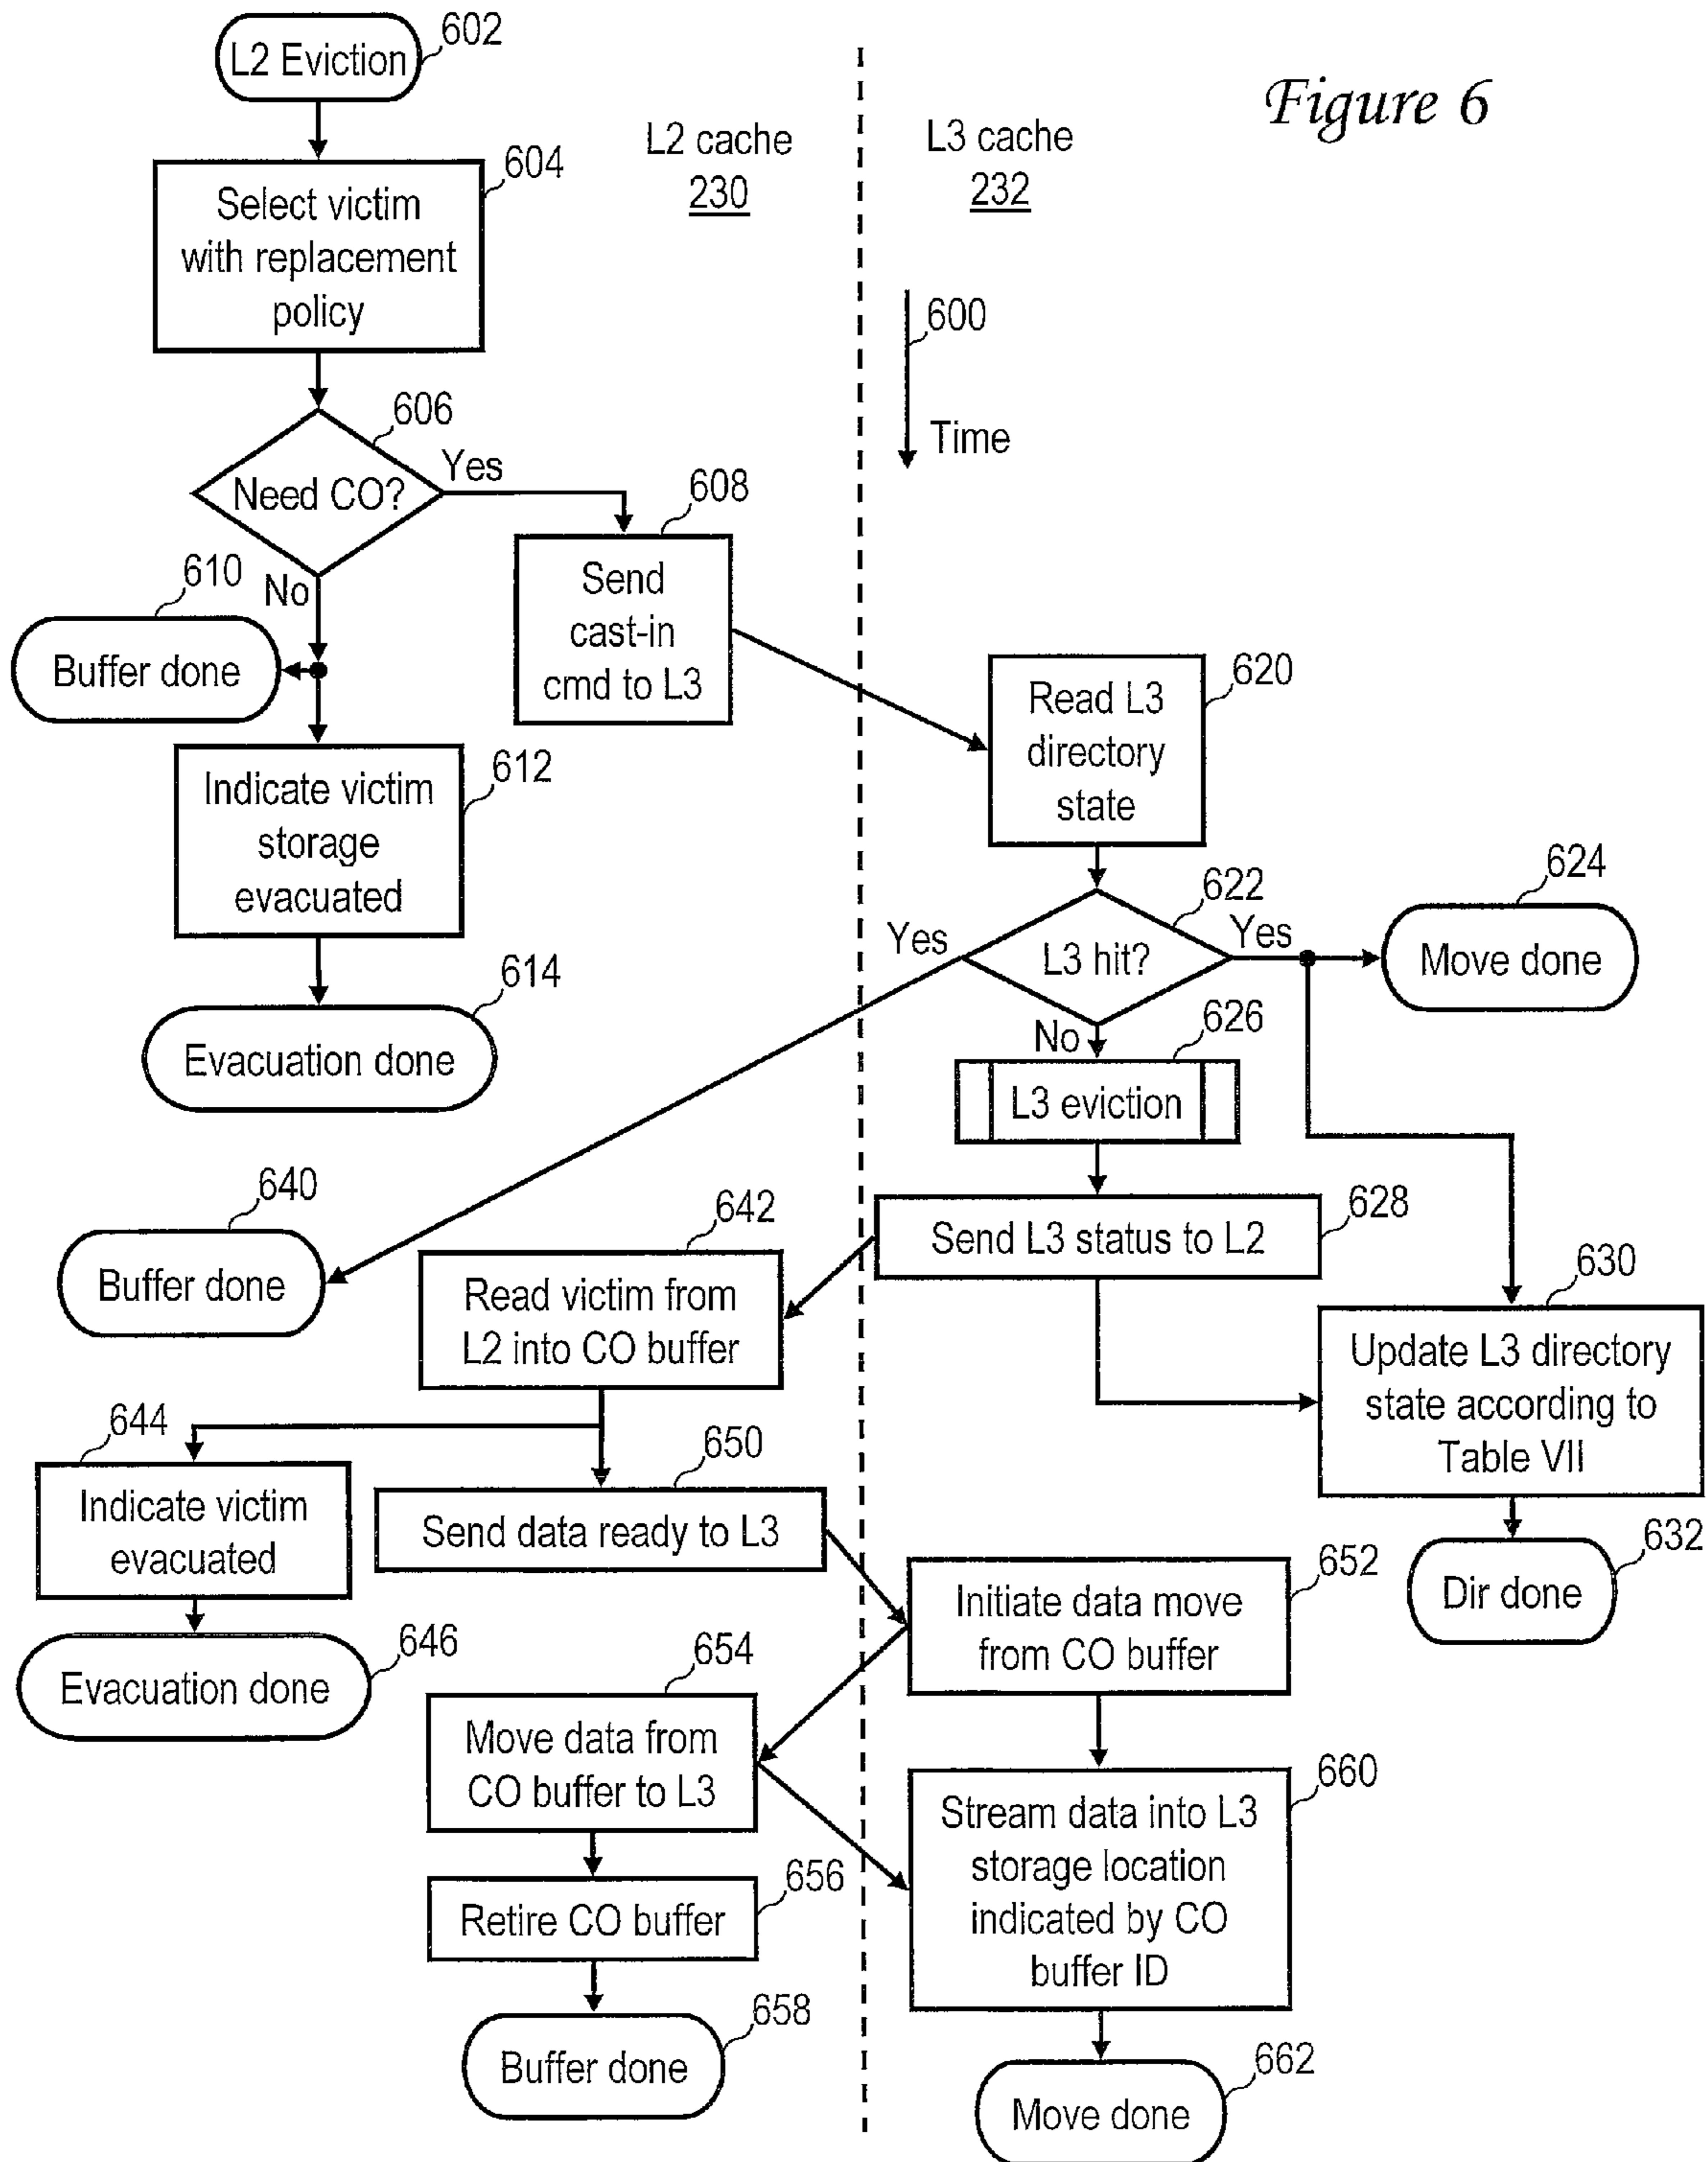 Figure 6
602
L2 Eviction
L2 cache
230
L3 cache
232
604
Select victim
with replacement
policy
600
Time
606
Need CO?
Yes
No
608
Send
cast-in
cmd to L3
610
Buffer done
612
Indicate victim
storage
evacuated
614
Evacuation done
620
Read L3
directory
state
622
L3 hit?
Yes
Yes
No
624
Move done
626
L3 eviction
628
Send L3 status to L2
630
Update L3 directory
state according to
Table VII
632
Dir done
640
Buffer done
642
Read victim from
L2 into CO buffer
644
Indicate victim
evacuated
646
Evacuation done
650
Send data ready to L3
652
Initiate data move
from CO buffer
654
Move data from
CO buffer to L3
656
Retire CO buffer
658
Buffer done
660
Stream data into L3
storage location
indicated by CO
buffer ID
662
Move done